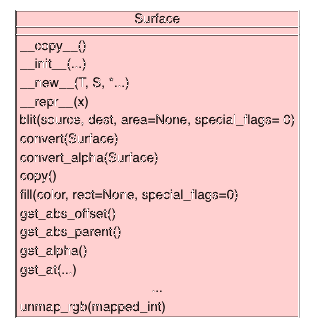 Surface
__copy__()
__init__(...)
__new__(T, S, *...)
__repr__(x)
blit(source, dest, area=None, special_flags= 0)
convert(Surface)
convert_alpha(Surface)
copy()
fill(color, rect=None, special_flags=0)
get_abs_offset()
get_abs_parent()
get_alpha()
get_at(...)
...
unmap_rgb(mapped_int)